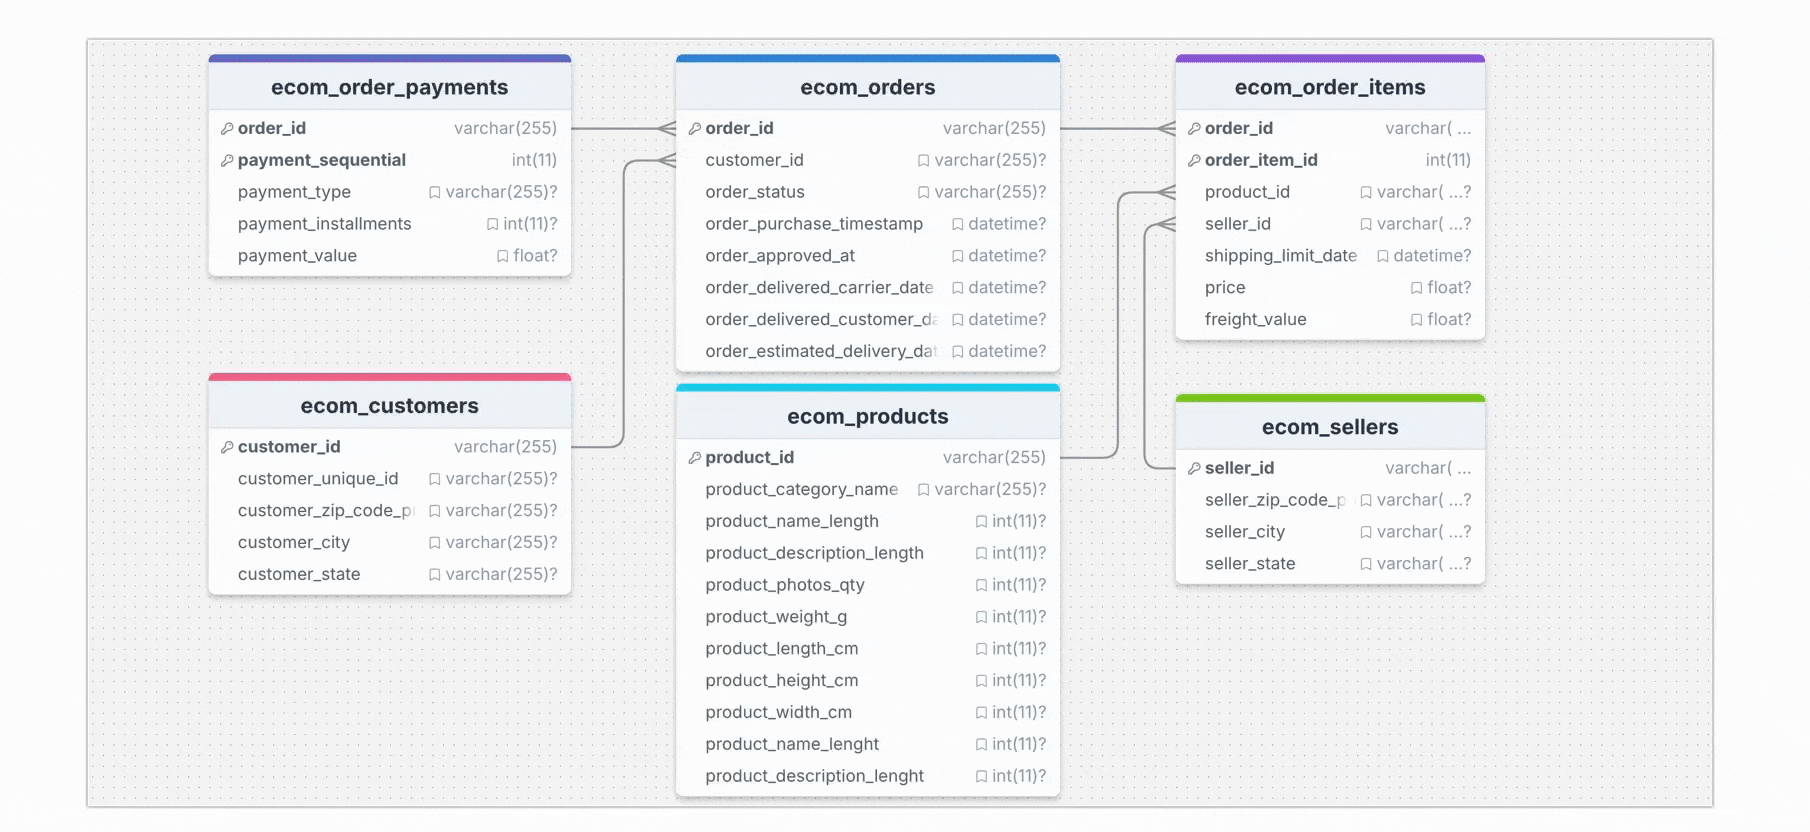 ecom_order_payments
order_id varchar(255)
payment_sequential int(11)
payment_type varchar(255)?
payment_installments int(11)?
payment_value float?
ecom_customers
customer_id varchar(255)
customer_unique_id varchar(255)?
customer_zip_code_p varchar(255)?
customer_city varchar(255)?
customer_state varchar(255)?
ecom_orders
order_id varchar(255)
customer_id varchar(255)?
order_status varchar(255)?
order_purchase_timestamp datetime?
order_approved_at datetime?
order_delivered_carrier_date datetime?
order_delivered_customer_da datetime?
order_estimated_delivery_dat datetime?
ecom_products
product_id varchar(255)
product_category_name varchar(255)?
product_name_length int(11)?
product_description_length int(11)?
product_photos_qty int(11)?
product_weight_g int(11)?
product_length_cm int(11)?
product_height_cm int(11)?
product_width_cm int(11)?
product_name_lenght int(11)?
product_description_lenght int(11)?
ecom_order_items
order_id varchar( ...
order_item_id int(11)
product_id varchar( ...?
seller_id varchar( ...?
shipping_limit_date datetime?
price float?
freight_value float?
ecom_sellers
seller_id varchar( ...
seller_zip_code_p varchar( ...?
seller_city varchar( ...?
seller_state varchar( ...?